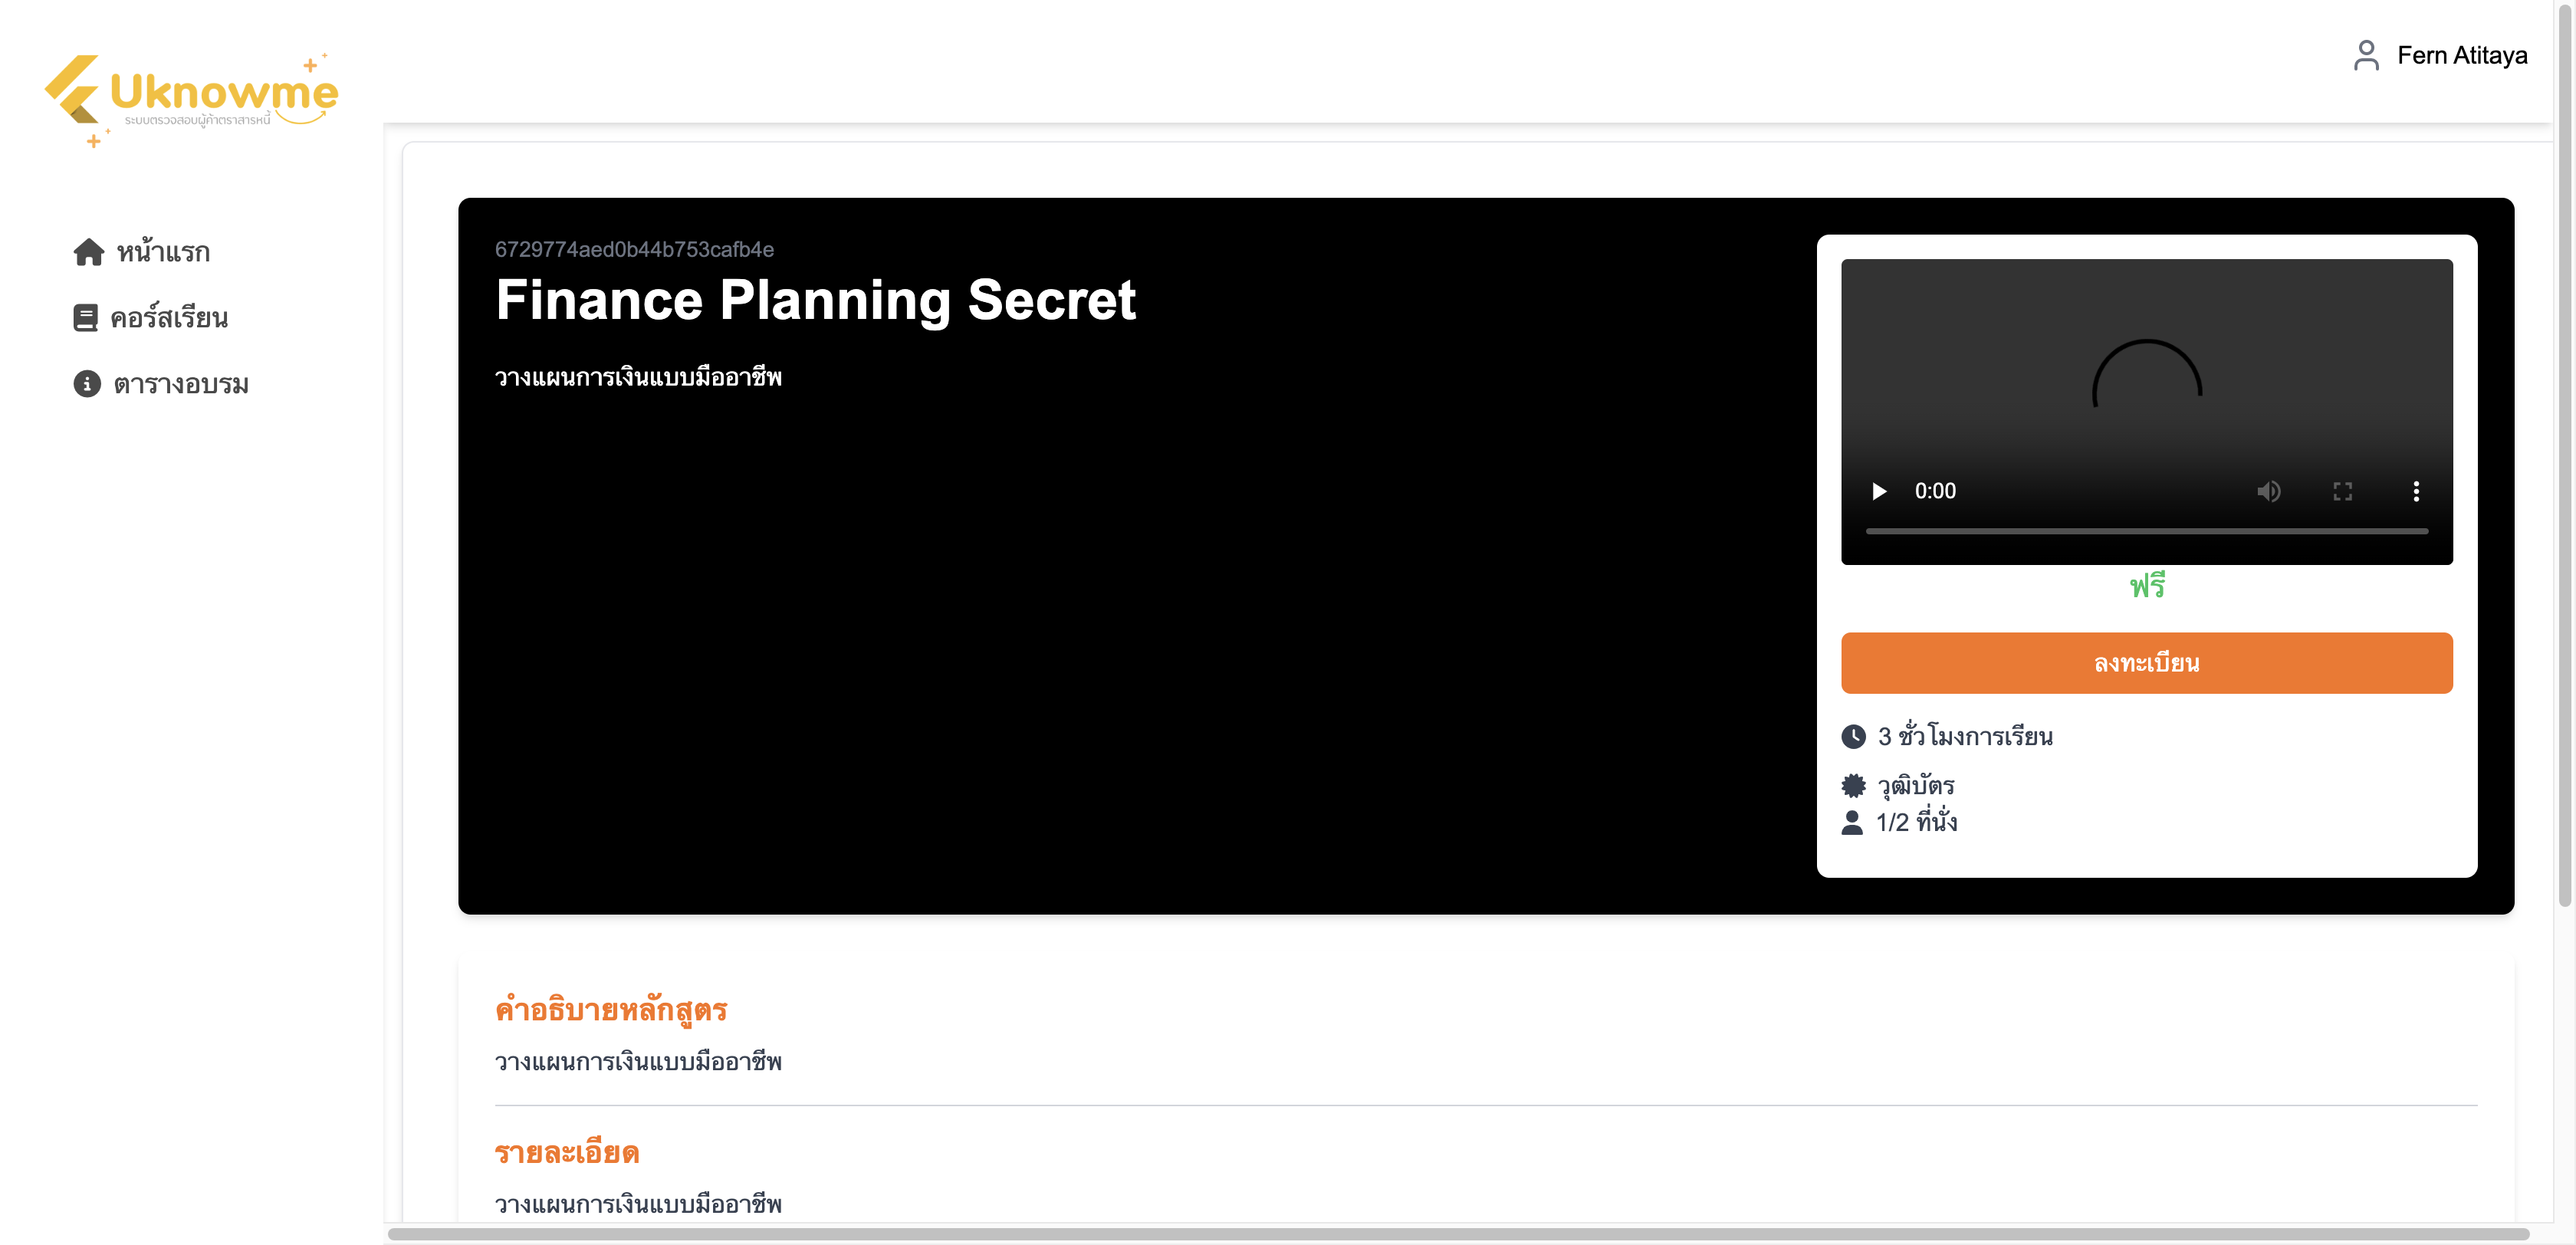 Uknowme
ระบบตรวจสอบผู้ค้าตราสารหนี้
Fern Atitaya
หน้าแรก
คอร์สเรียน
ตารางอบรม
6729774aed0b44b753cafb4e
Finance Planning Secret
วางแผนการเงินแบบมืออาชีพ
0:00
ฟรี
ลงทะเบียน
3 ชั่วโมงการเรียน
วุฒิบัตร
1/2 ที่นั่ง
คำอธิบายหลักสูตร
วางแผนการเงินแบบมืออาชีพ
รายละเอียด
วางแผนการเงินแบบมืออาชีพ